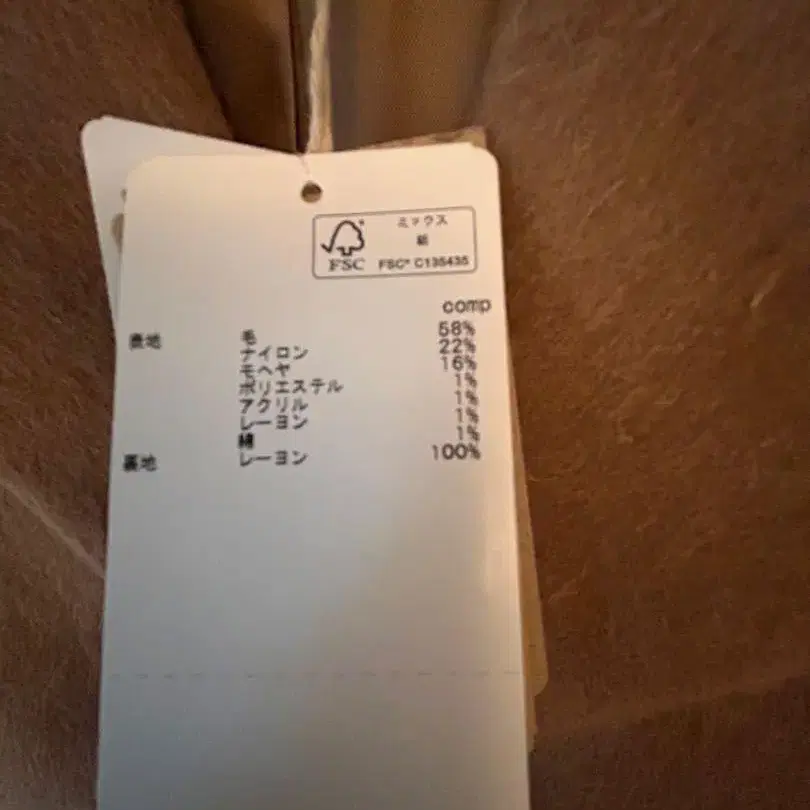 ミックス
紙
FSC® C135435
FSC
comp
表地 毛 58%
ナイロン 22%
モヘヤ 16%
ポリエステル 1%
アクリル 1%
レーヨン 1%
綿 1%
裏地 レーヨン 100%